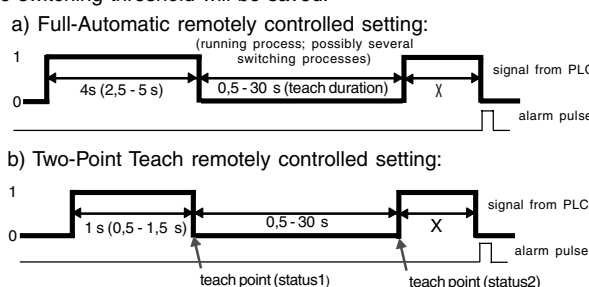 switching threshold will be saved.
a) Full-Automatic remotely controlled setting:
(running process; possibly several
switching processes)
1
signal from PLC
4s (2,5 - 5 s)
0,5 - 30 s (teach duration)
X
0
alarm pulse
b) Two-Point Teach remotely controlled setting:
1
signal from PLC
1 s (0,5 - 1,5 s)
0,5 - 30 s
X
0
alarm pulse
teach point (status1)
teach point (status2)